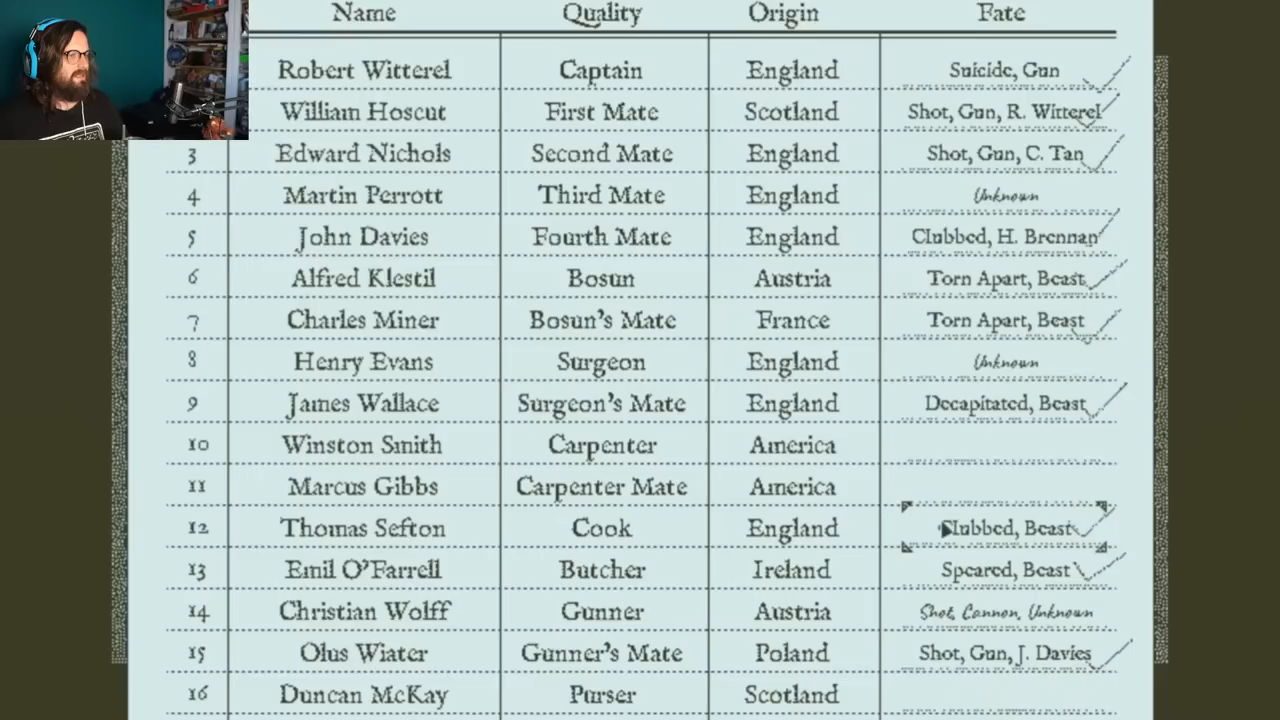 Name Quality Origin Fate
Robert Witterel Captain England Suicide, Gun
William Hoscut First Mate Scotland Shot, Gun, R. Witterel
3 Edward Nichols Second Mate England Shot, Gun, C. Tan
4 Martin Perrott Third Mate England Unknown
5 John Davies Fourth Mate England Clubbed, H. Brennan
6 Alfred Klestil Bosun Austria Torn Apart, Beast
7 Charles Miner Bosun's Mate France Torn Apart, Beast
8 Henry Evans Surgeon England Unknown
9 James Wallace Surgeon's Mate England Decapitated, Beast
10 Winston Smith Carpenter America
11 Marcus Gibbs Carpenter Mate America
12 Thomas Sefton Cook England Clubbed, Beast
13 Emil O'Farrell Butcher Ireland Speared, Beast
14 Christian Wolff Gunner Austria Shot, Cannon, Unknown
15 Olus Wiater Gunner's Mate Poland Shot, Gun, J. Davies
16 Duncan McKay Purser Scotland